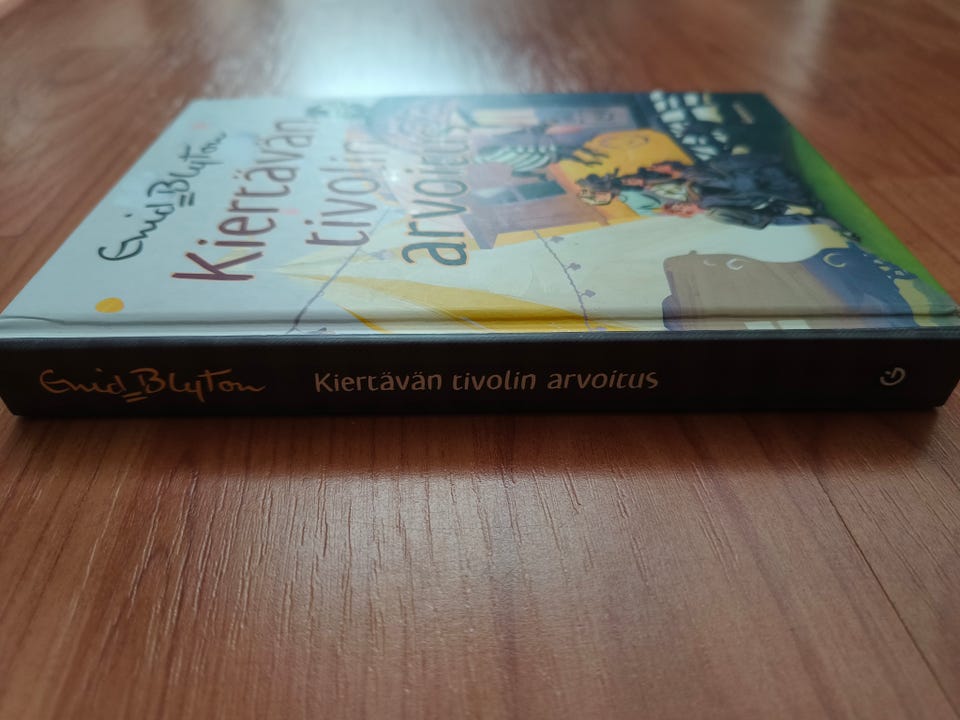 Enid Blyton
Kiertävän
tivolin
arvoitus
Enid Blyton Kiertävän tivolin arvoitus